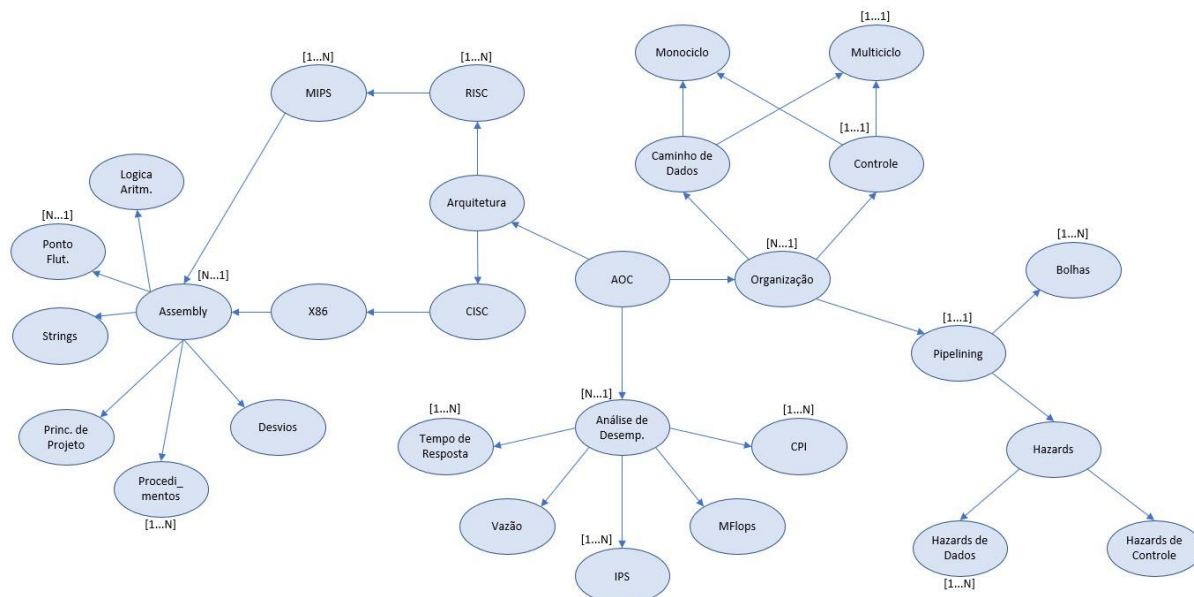 [1...1]
Monociclo
Multiciclo
[1...N]
[1...N]
MIPS
RISC
[1...1]
Caminho de
Dados
Controle
Logica
Aritm.
Arquitetura
[N...1]
Ponto
Flut.
[N...1]
[N...1]
[1...N]
Bolhas
AOC
Organização
Assembly
X86
CISC
Strings
[1...1]
Pipelining
[N...1]
[1...N]
[1...N]
Princ. de
Projeto
Desvios
Tempo de
Resposta
Análise de
Desemp.
CPI
Hazards
Procedi_
mentos
[1...N]
Vazão
MFlops
[1...N]
IPS
Hazards de
Dados
[1...N]
Hazards de
Controle